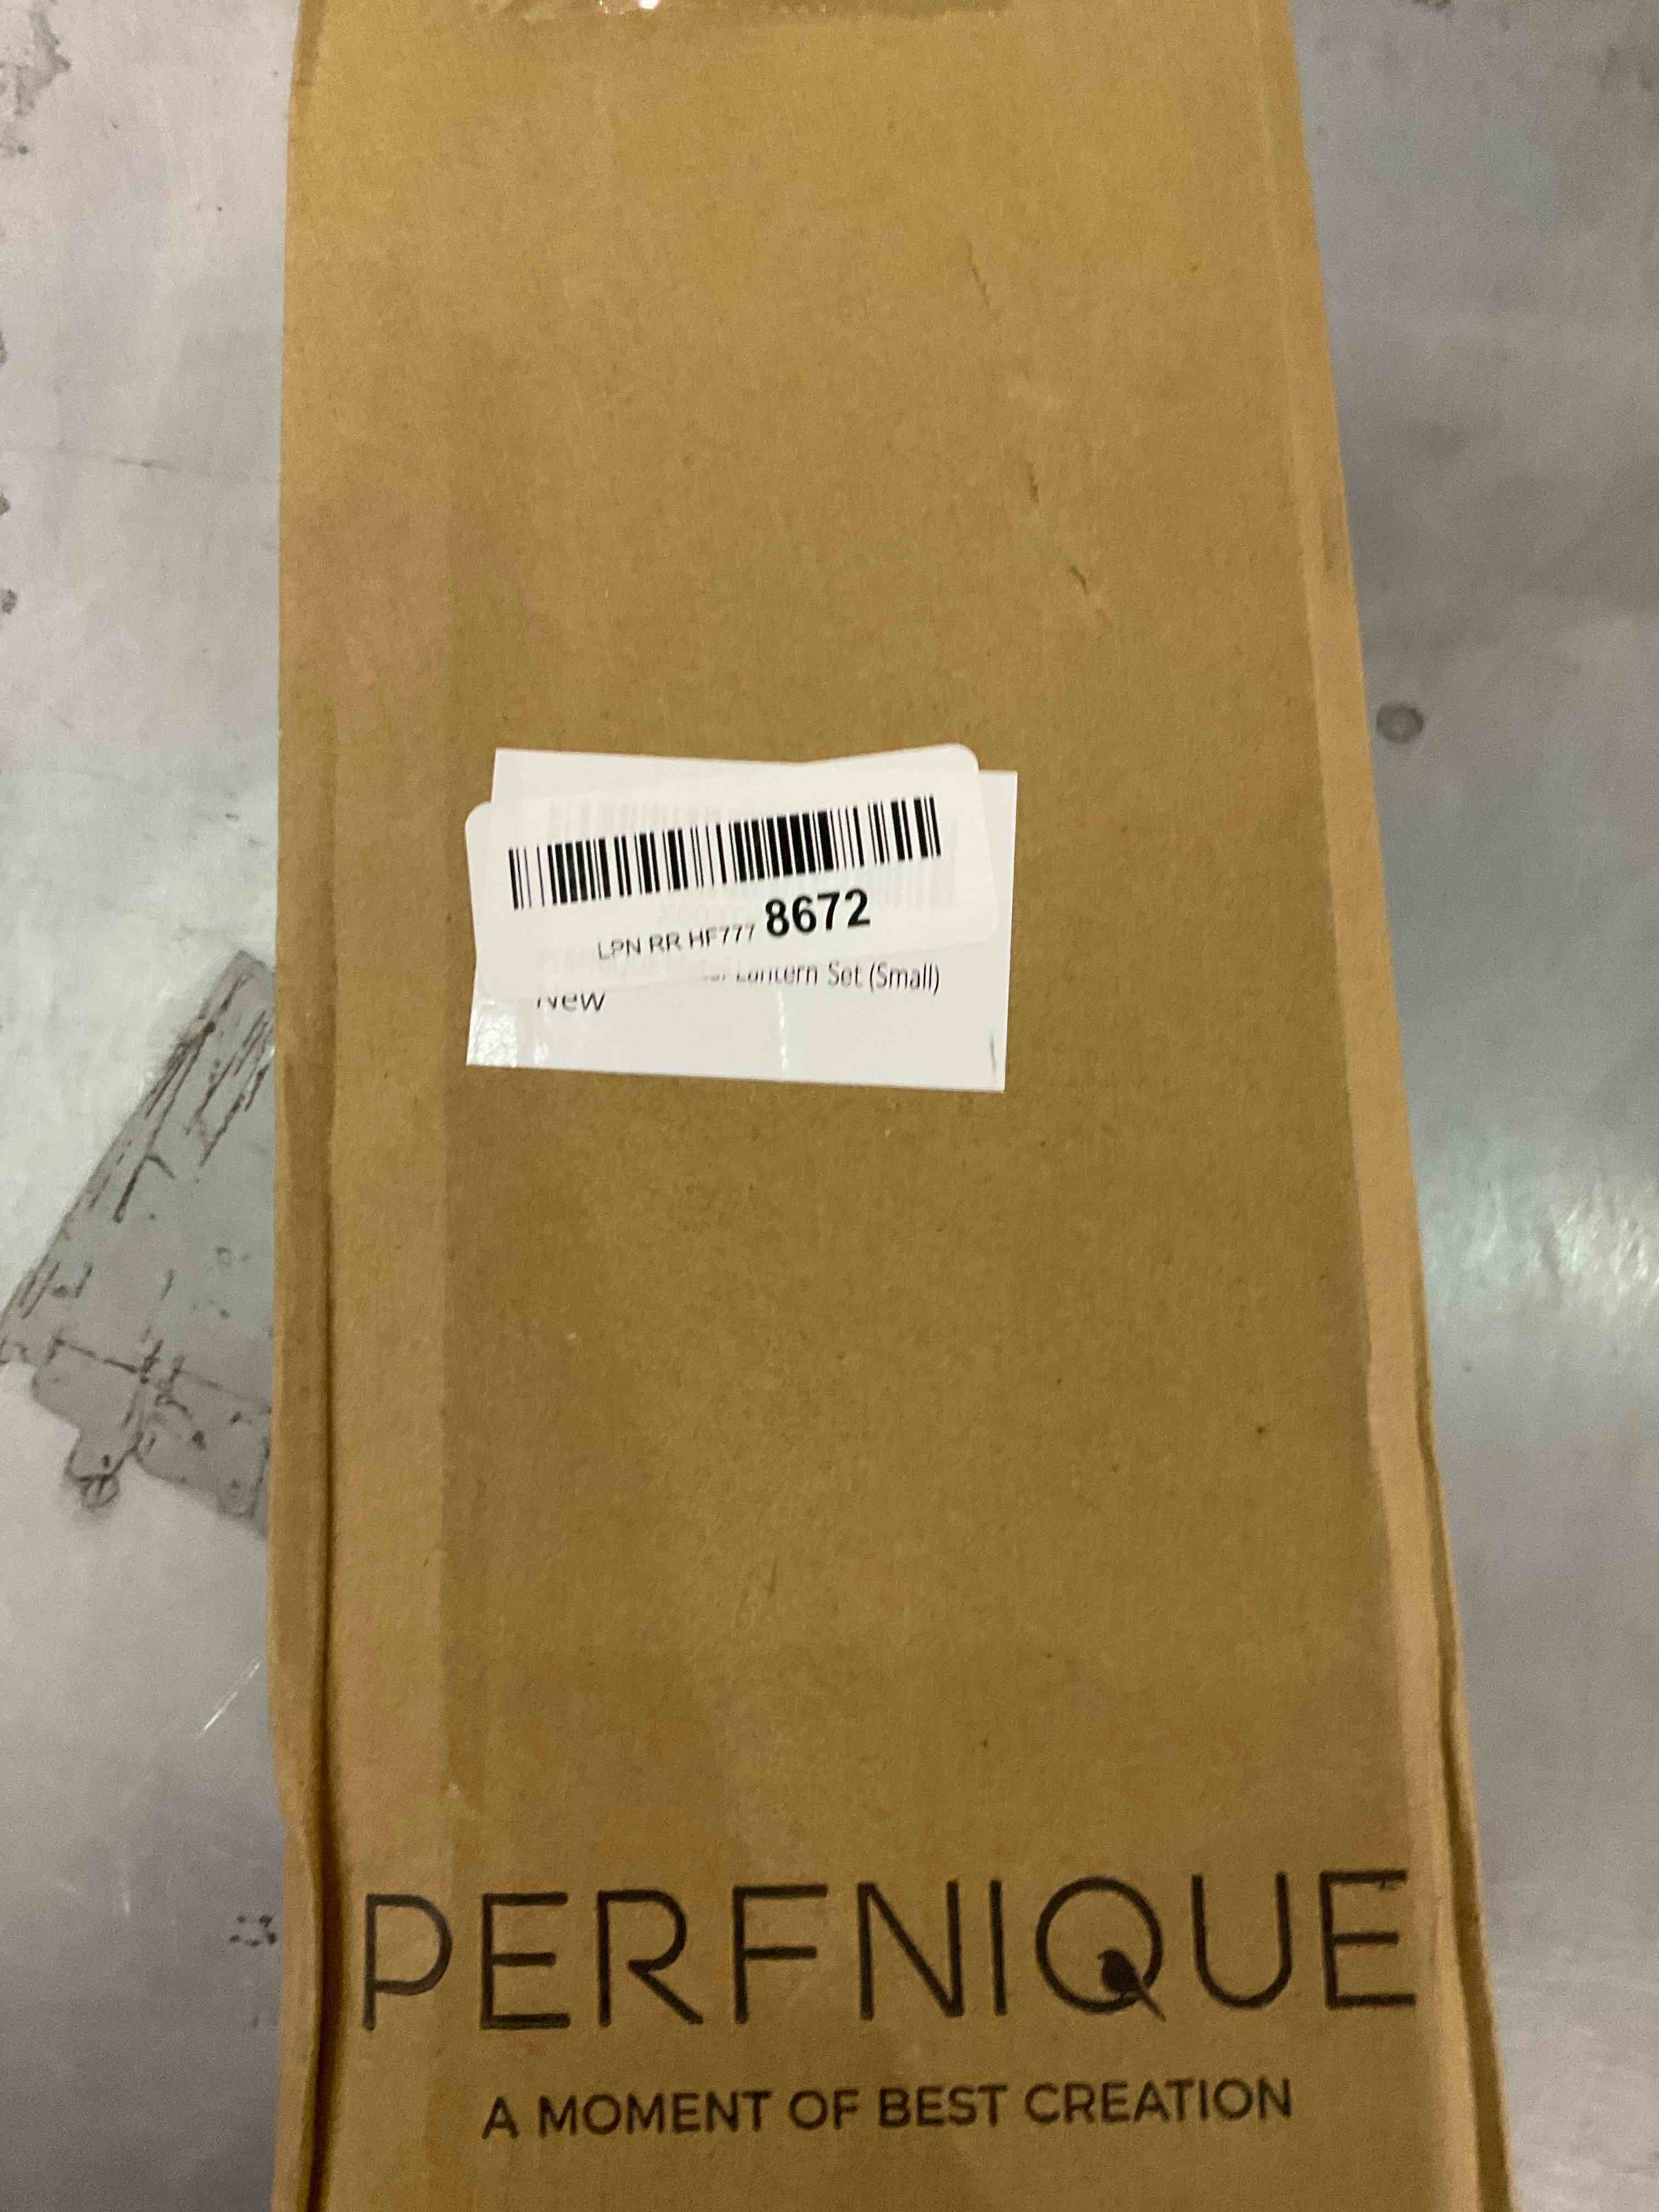 LPN RR HF777 8672
Lantern Set (Small)
New
PERFNIQUE
A MOMENT OF BEST CREATION